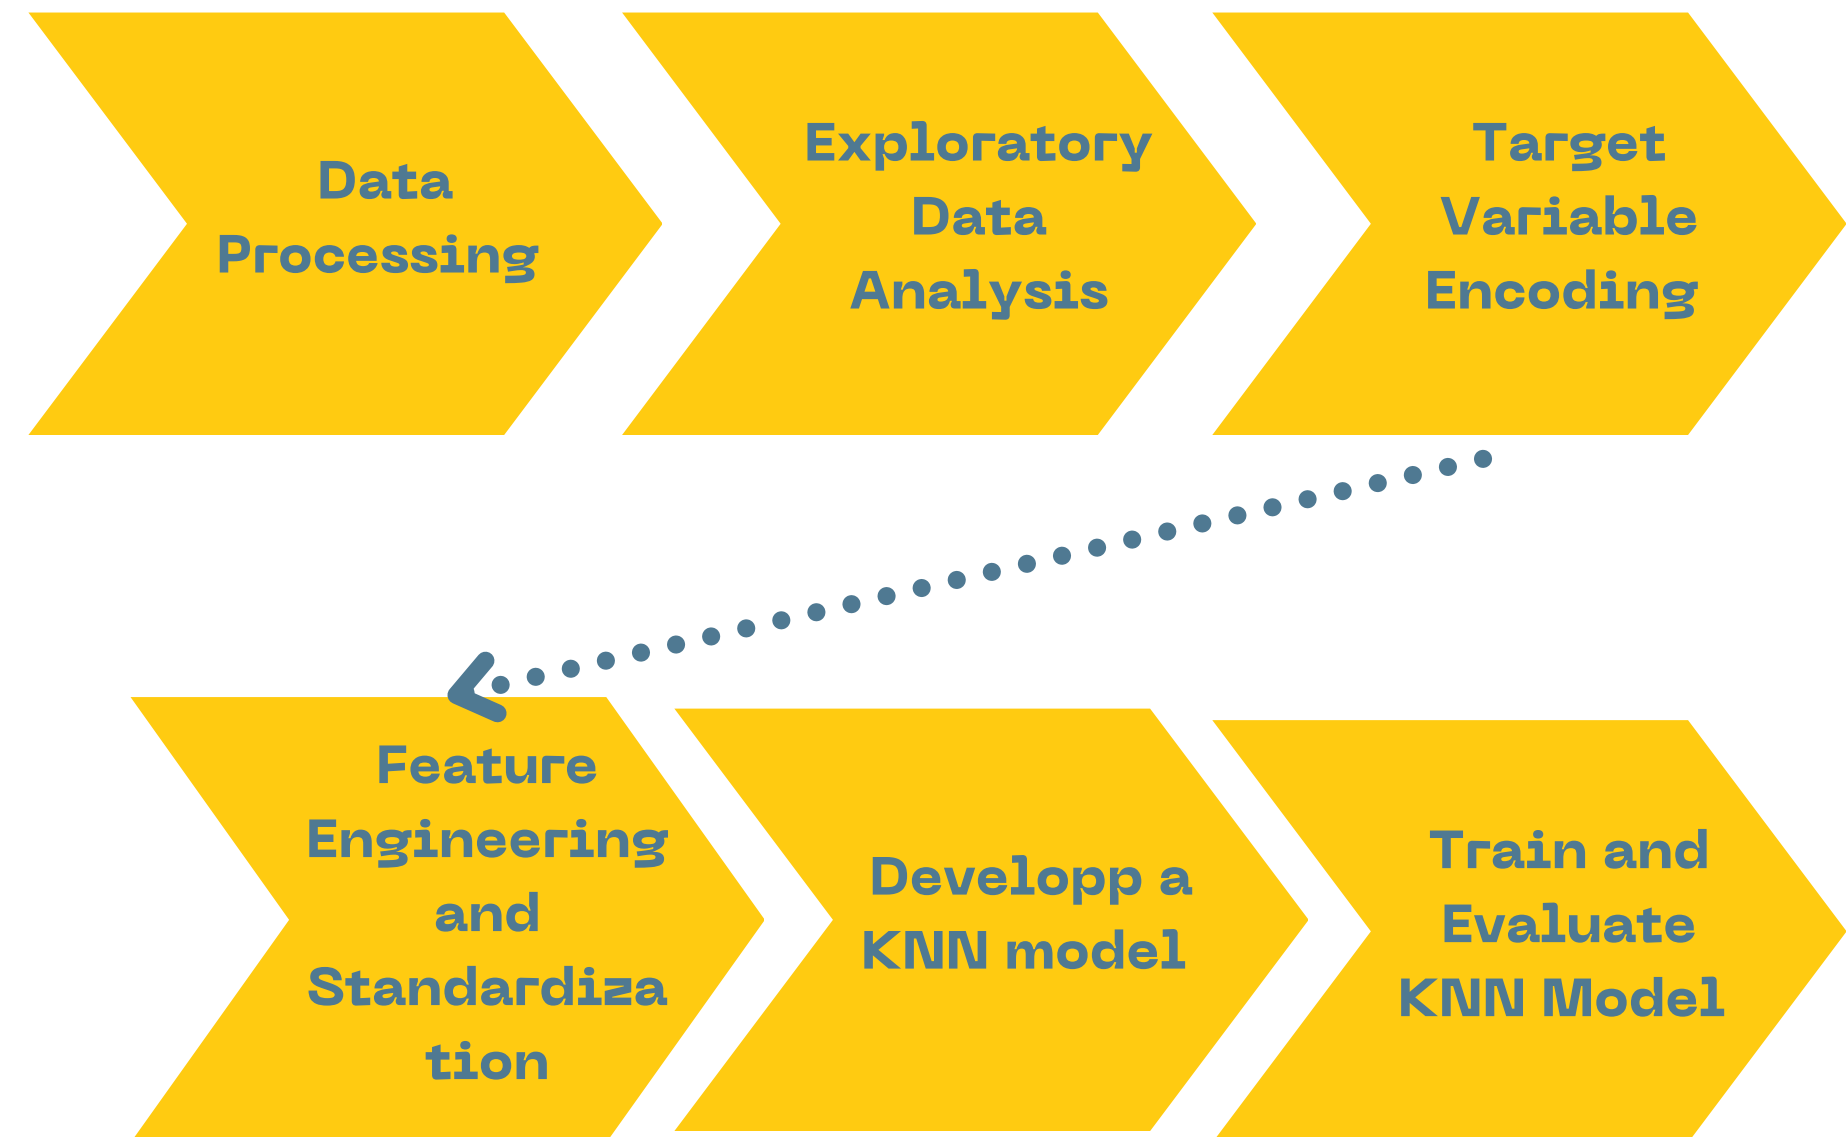 Data
Processing
Exploratory
Data
Analysis
Target
Variable
Encoding
Feature
Engineering
and
Standardiza
tion
Developp a
KNN model
Train and
Evaluate
KNN Model